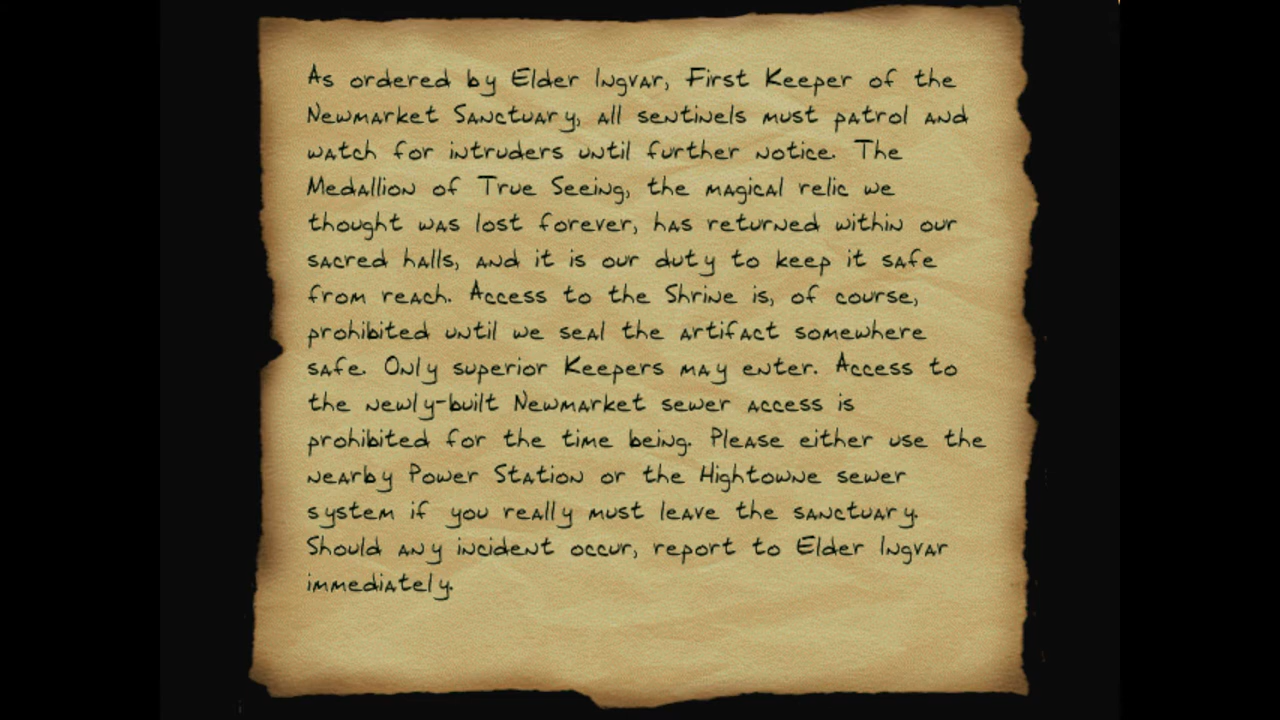 As ordered by Elder Ingvar, First Keeper of the
Newmarket Sanctuary, all sentinels must patrol and
watch for intruders until further notice. The
Medallion of True Seeing, the magical relic we
thought was lost forever, has returned within our
sacred halls, and it is our duty to keep it safe
from reach. Access to the Shrine is, of course,
prohibited until we seal the artifact somewhere
safe. Only superior Keepers may enter. Access to
the newly-built Newmarket sewer access is
prohibited for the time being. Please either use the
nearby Power Station or the Hightowne sewer
system if you really must leave the sanctuary.
Should any incident occur, report to Elder Ingvar
immediately.